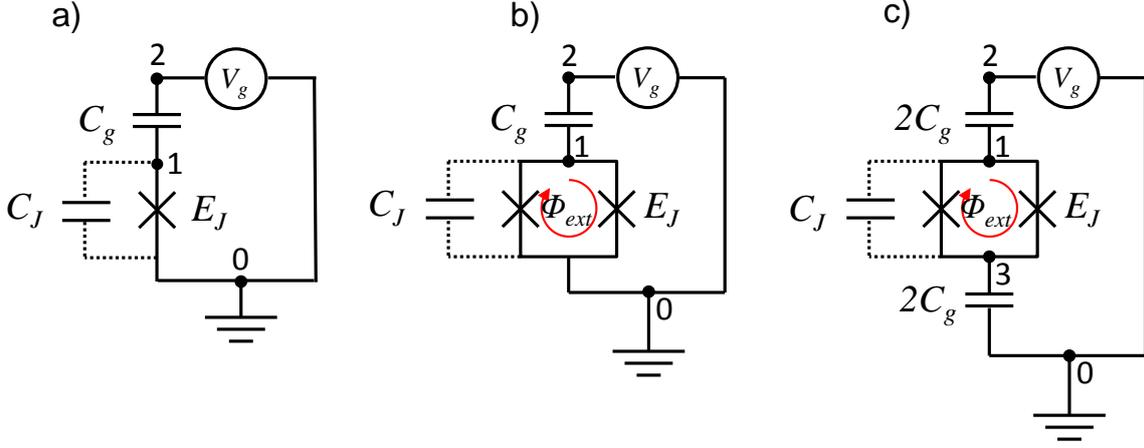 a)
2
V_g
C_g
1
C_J
E_J
0
b)
2
V_g
C_g
1
C_J
Φ_ext
E_J
0
c)
2
V_g
2C_g
1
C_J
Φ_ext
E_J
3
2C_g
0